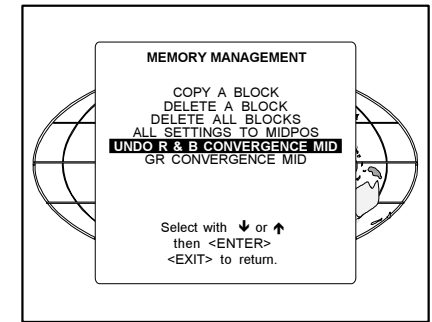 MEMORY MANAGEMENT
COPY A BLOCK
DELETE A BLOCK
DELETE ALL BLOCKS
ALL SETTINGS TO MIDPOS
UNDO R & B CONVERGENCE MID
GR CONVERGENCE MID
Select with ↓ or ↑
then <ENTER>
<EXIT> to return.